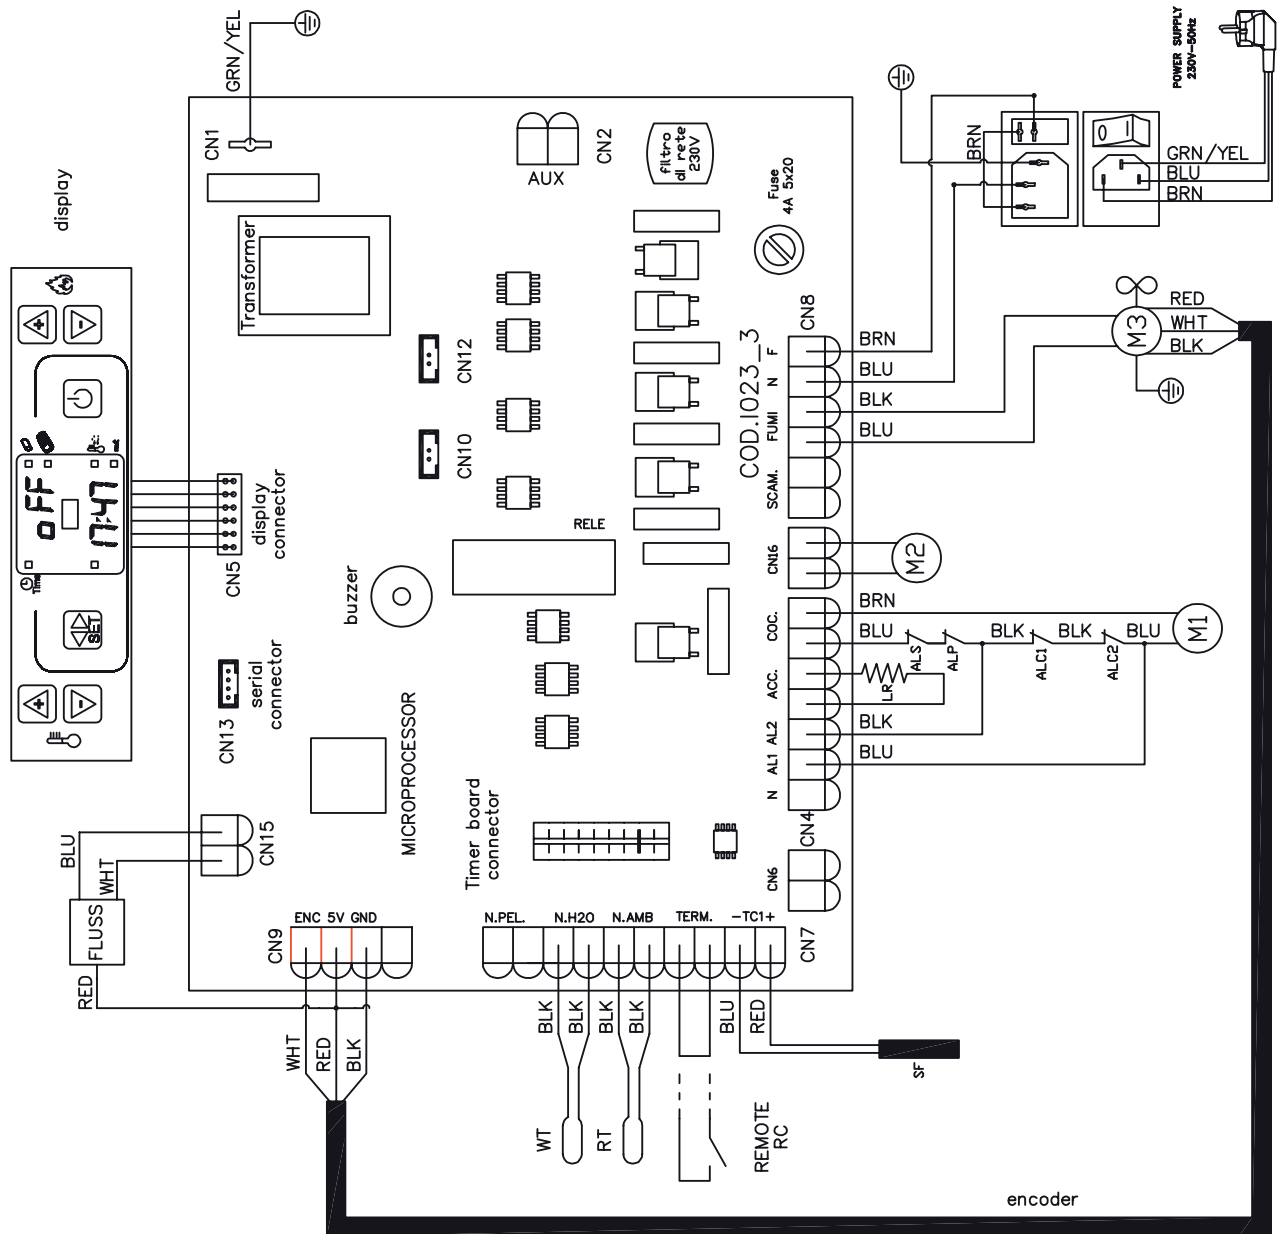 POWER SUPPLY
230V-50Hz
GRN/YEL
CN1
CN2
AUX
filtro
di rete
230V
Fuse
4A 5x20
BRN
GRN/YEL
BLU
BRN
display
Transformer
CN12
CN10
COD.I023_3
CN8
F
N
FUMI
SCAM.
BRN
BLU
BLK
BLU
M3
RED
WHT
BLK
oFF
17:47
Time
set
SET
CN5
display
connector
RELE
buzzer
CN16
M2
CN13
serial
connector
MICROPROCESSOR
COC.
ACC.
AL2
AL1
N
CN4
BRN
BLU
ALS
ALP
BLK
ALC1
BLK
ALC2
BLU
M1
LR
BLK
BLU
BLU
WHT
FLUSS
RED
CN15
Timer board
connector
CN6
CN9
ENC 5V GND
N.PEL.
N.H2O
N.AMB
TERM.
-TC1+
CN7
WHT
RED
BLK
BLK
BLK
BLK
BLK
BLU
RED
WT
RT
REMOTE
RC
SF
encoder